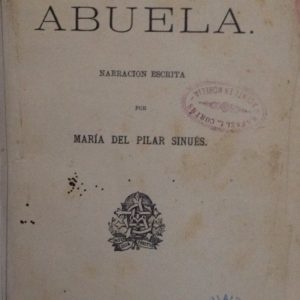 ABUELA.
NARRACION ESCRITA
POR
MARÍA DEL PILAR SINUÉS.